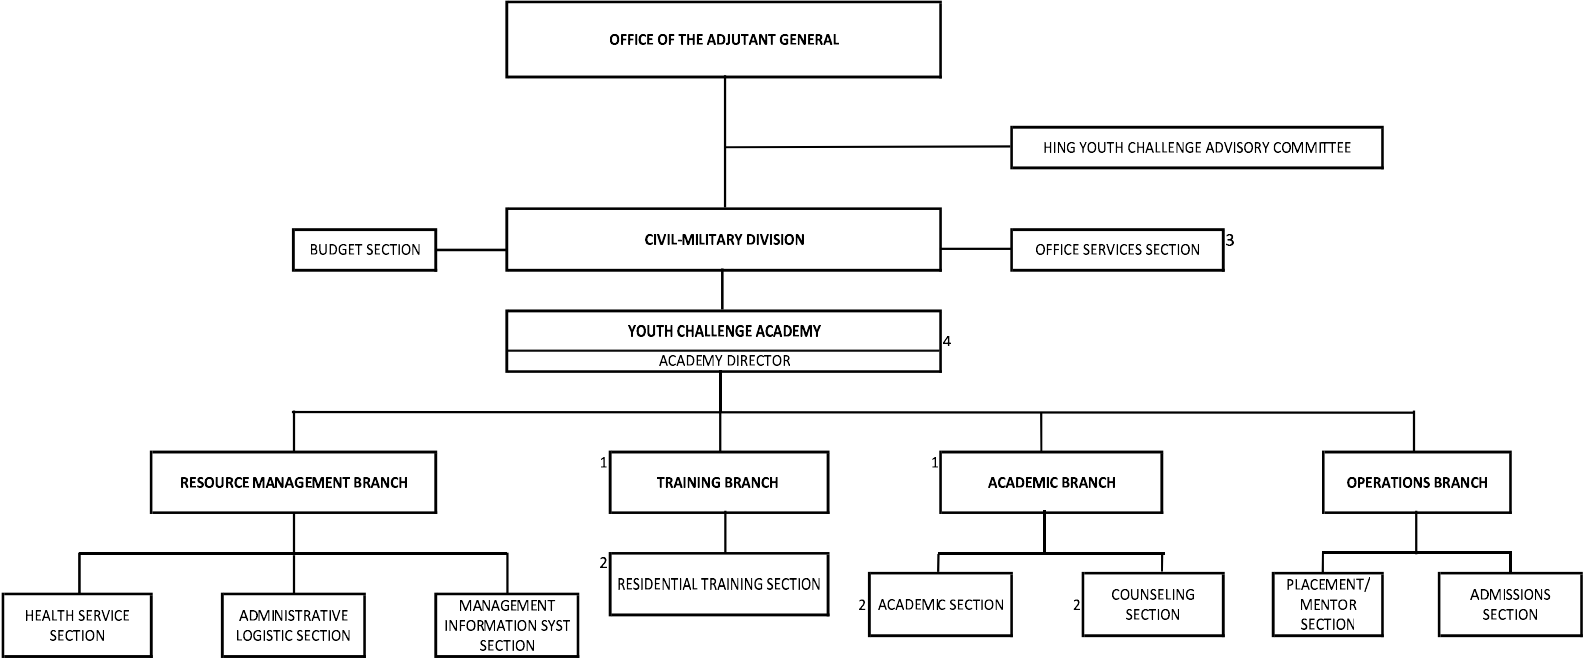 OFFICE OF THE ADJUTANT GENERAL
HING YOUTH CHALLENGE ADVISORY COMMITTEE
BUDGET SECTION
CIVIL-MILITARY DIVISION
OFFICE SERVICES SECTION
3
YOUTH CHALLENGE ACADEMY
4
ACADEMY DIRECTOR
RESOURCE MANAGEMENT BRANCH
1
TRAINING BRANCH
1
ACADEMIC BRANCH
OPERATIONS BRANCH
HEALTH SERVICE
SECTION
ADMINISTRATIVE
LOGISTIC SECTION
MANAGEMENT
INFORMATION SYST
SECTION
2
RESIDENTIAL TRAINING SECTION
2
ACADEMIC SECTION
2
COUNSELING
SECTION
PLACEMENT/
MENTOR
SECTION
ADMISSIONS
SECTION